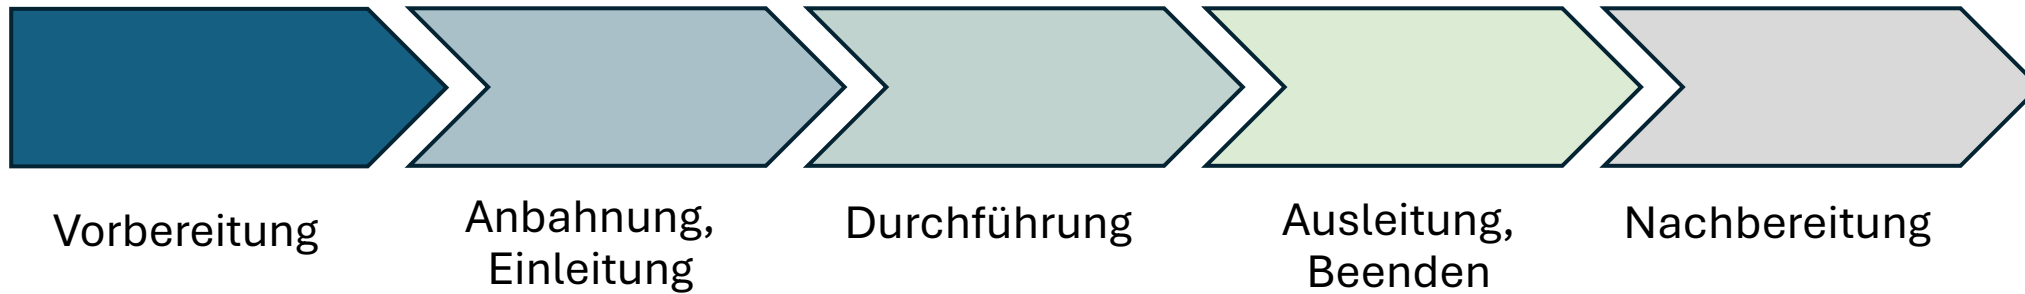 Vorbereitung
Anbahnung,
Einleitung
Durchführung
Ausleitung,
Beenden
Nachbereitung